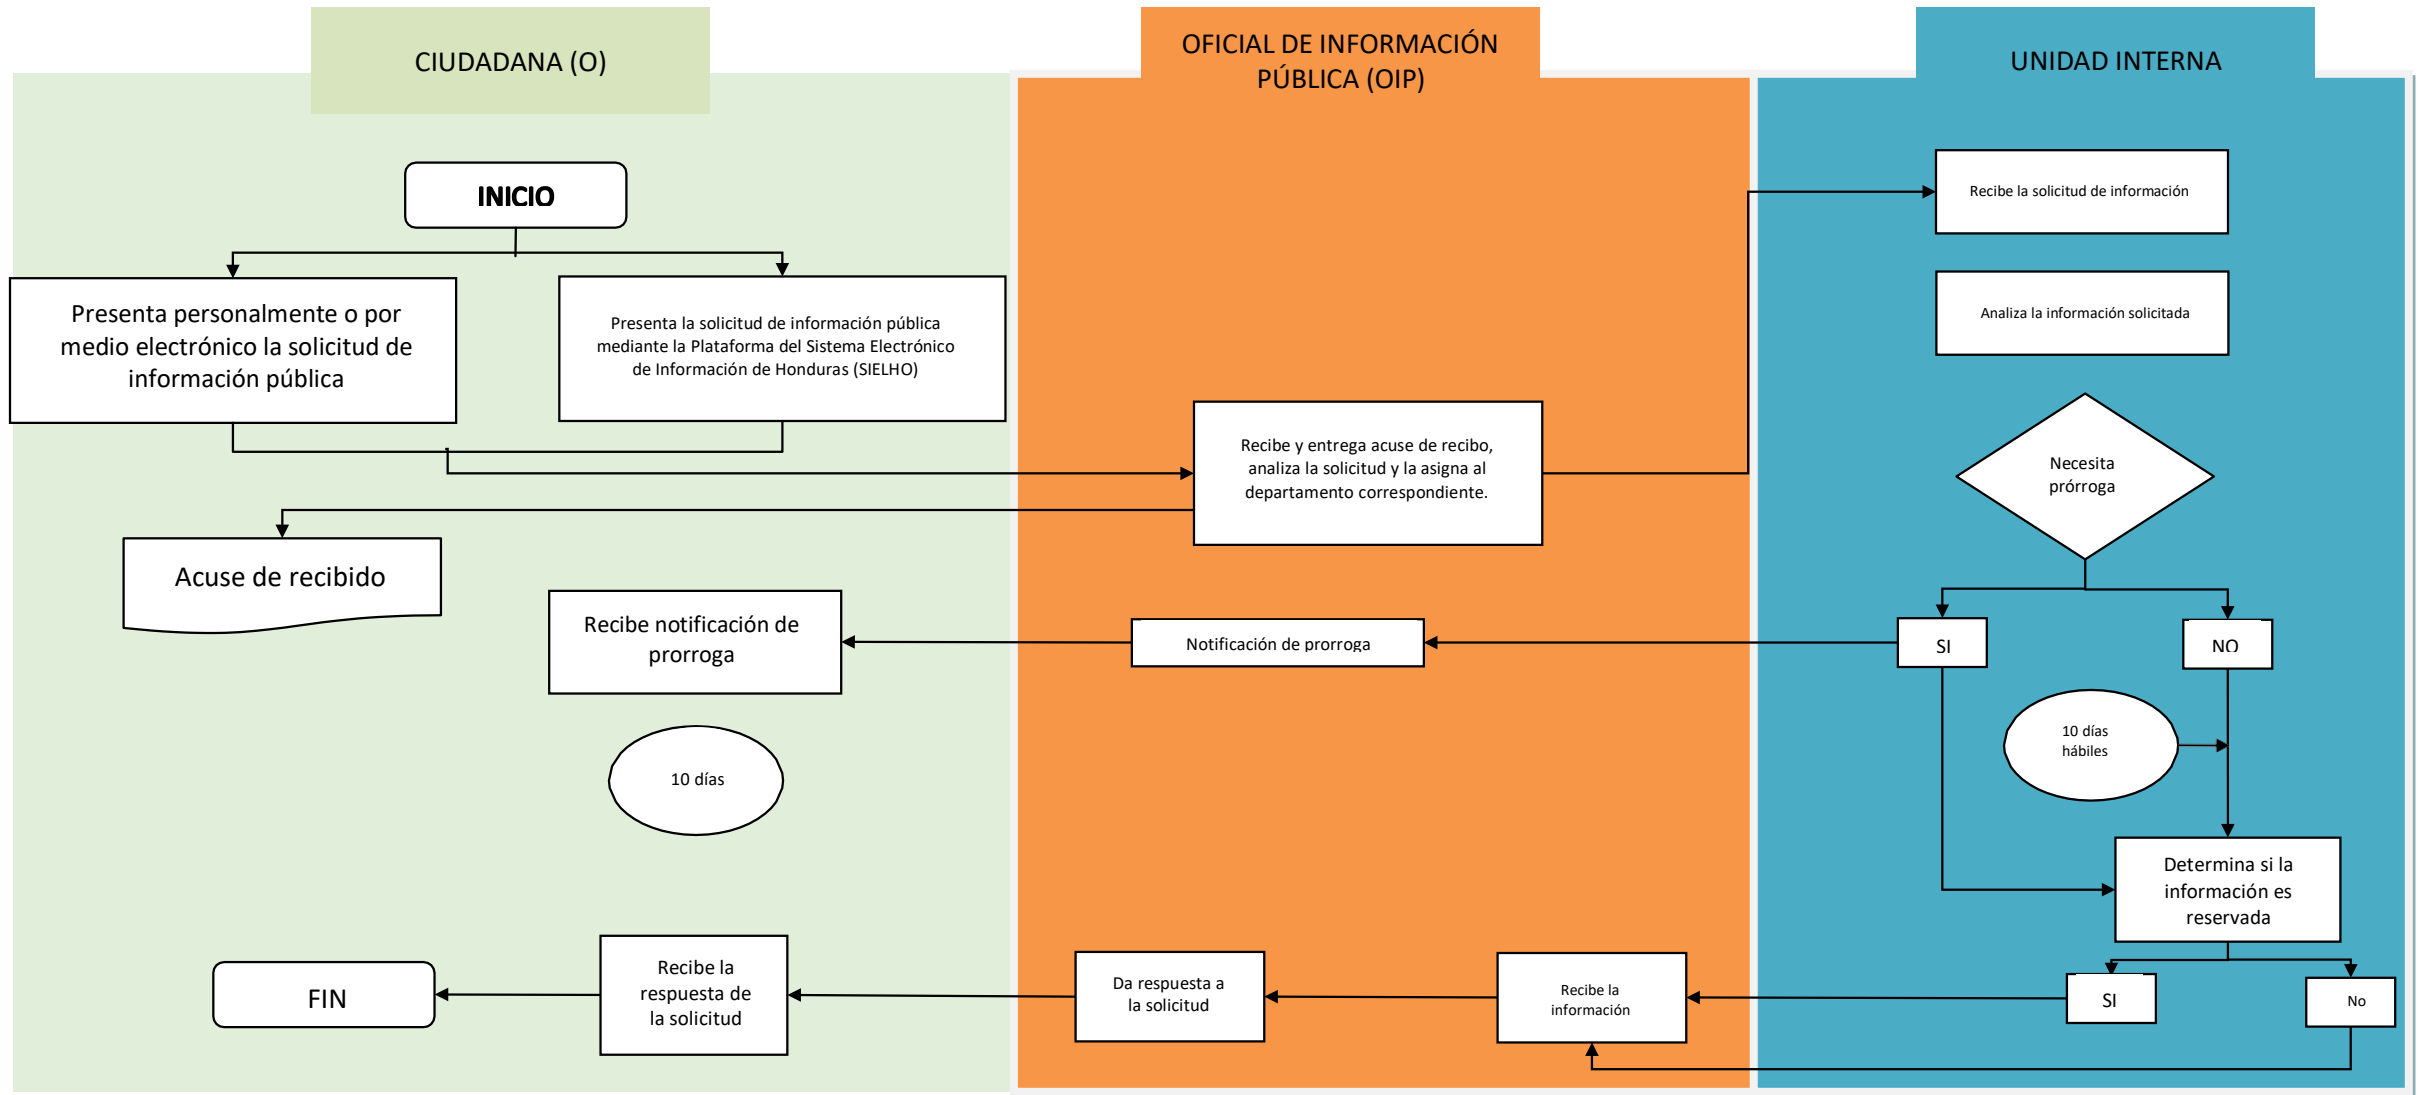 CIUDADANA (O)
OFICIAL DE INFORMACIÓN
PÚBLICA (OIP)
UNIDAD INTERNA
INICIO
Presenta personalmente o por
medio electrónico la solicitud de
información pública
Presenta la solicitud de información pública
mediante la Plataforma del Sistema Electrónico
de Información de Honduras (SIELHO)
Recibe y entrega acuse de recibo,
analiza la solicitud y la asigna al
departamento correspondiente.
Recibe la solicitud de información
Analiza la información solicitada
Necesita
prórroga
Acuse de recibido
Recibe notificación de
prorroga
Notificación de prorroga
SI
NO
10 días
10 días
hábiles
Determina si la
información es
reservada
FIN
Recibe la
respuesta de
la solicitud
Da respuesta a
la solicitud
Recibe la
información
SI
No